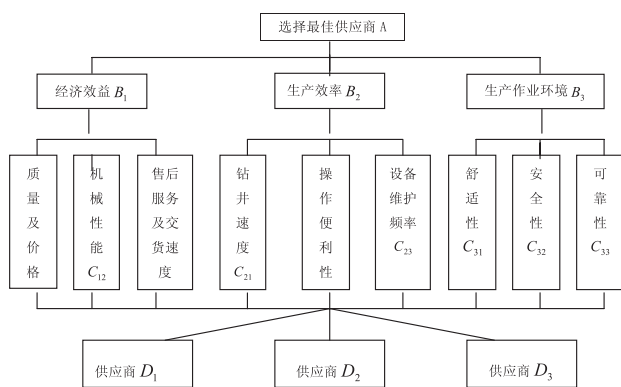 选择最佳供应商 A
经济效益 B₁
生产效率 B₂
生产作业环境 B₃
质量及价格
机械性能 C₁₂
售后服务及交货速度
钻井速度 C₂₁
操作便利性
设备维护频率 C₂₃
舒适性 C₃₁
安全性 C₃₂
可靠性 C₃₃
供应商 D₁
供应商 D₂
供应商 D₃